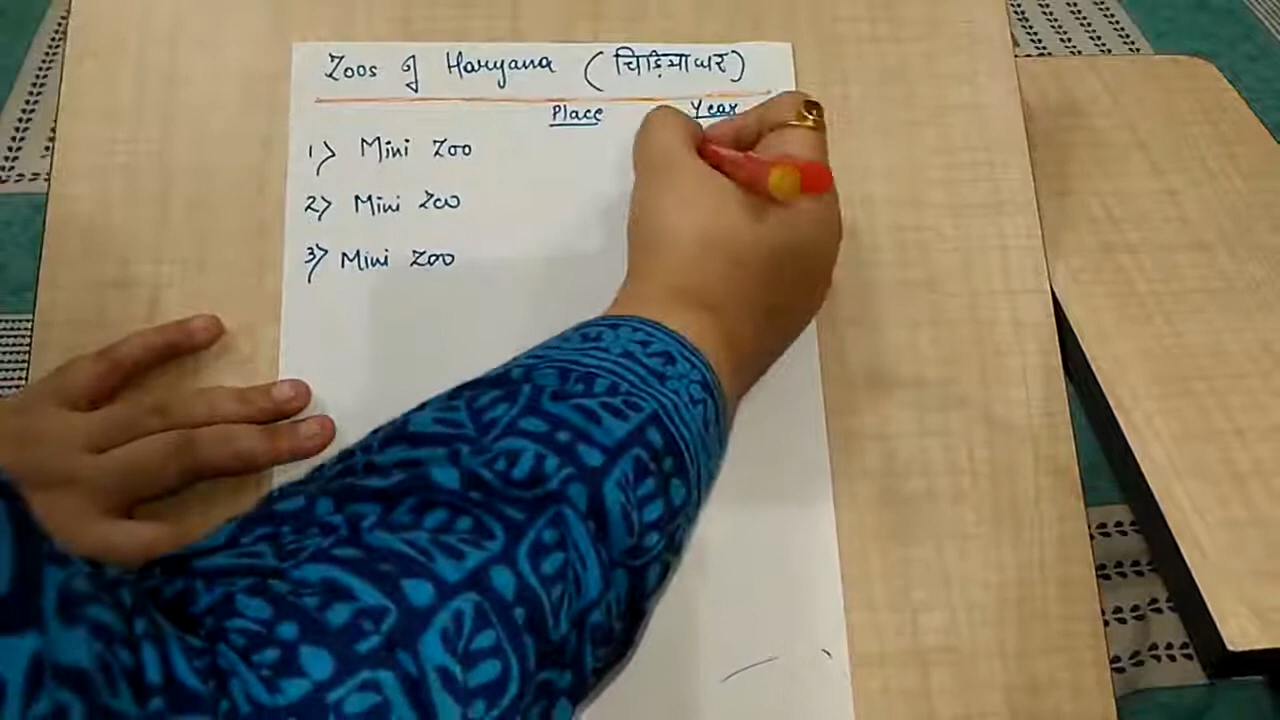 Zoos of Haryana (चिड़ियाघर)
Place Year
1) Mini Zoo
2) Mini Zoo
3) Mini Zoo